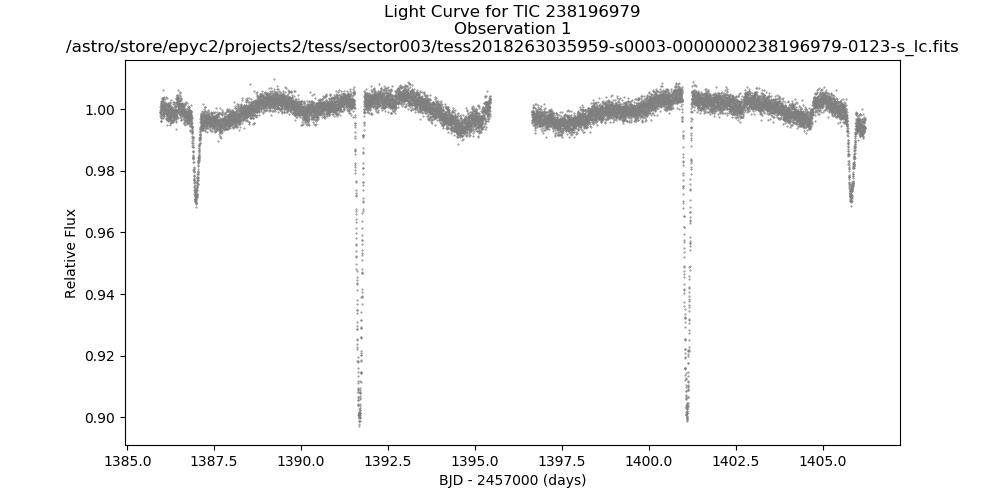 Light Curve for TIC 238196979
Observation 1
/astro/store/epyc2/projects2/tess/sector003/tess2018263035959-s0003-0000000238196979-0123-s_lc.fits
1.00
0.98
0.96
0.94
0.92
0.90
Relative Flux
1385.0 1387.5 1390.0 1392.5 1395.0 1397.5 1400.0 1402.5 1405.0
BJD - 2457000 (days)